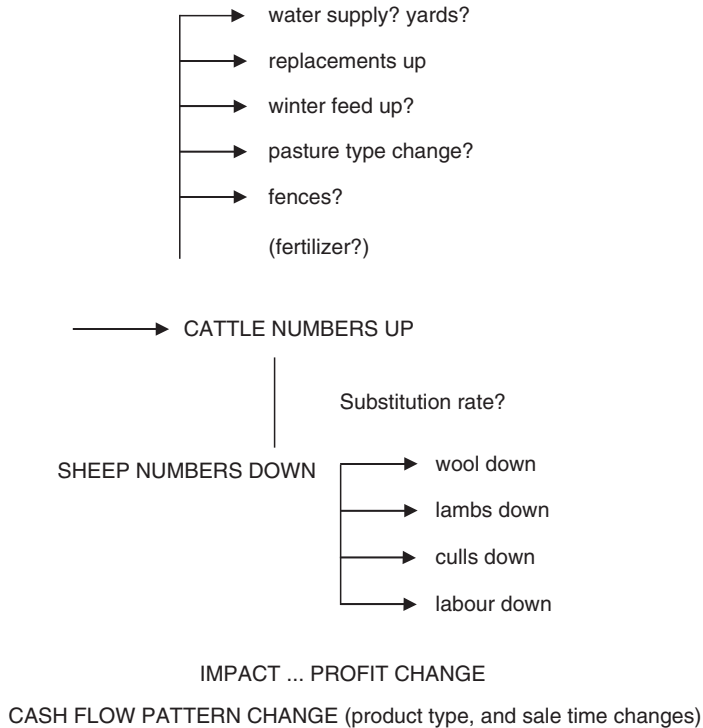 water supply? yards?
replacements up
winter feed up?
pasture type change?
fences?
(fertilizer?)
CATTLE NUMBERS UP
Substitution rate?
SHEEP NUMBERS DOWN
wool down
lambs down
culls down
labour down
IMPACT ... PROFIT CHANGE
CASH FLOW PATTERN CHANGE (product type, and sale time changes)